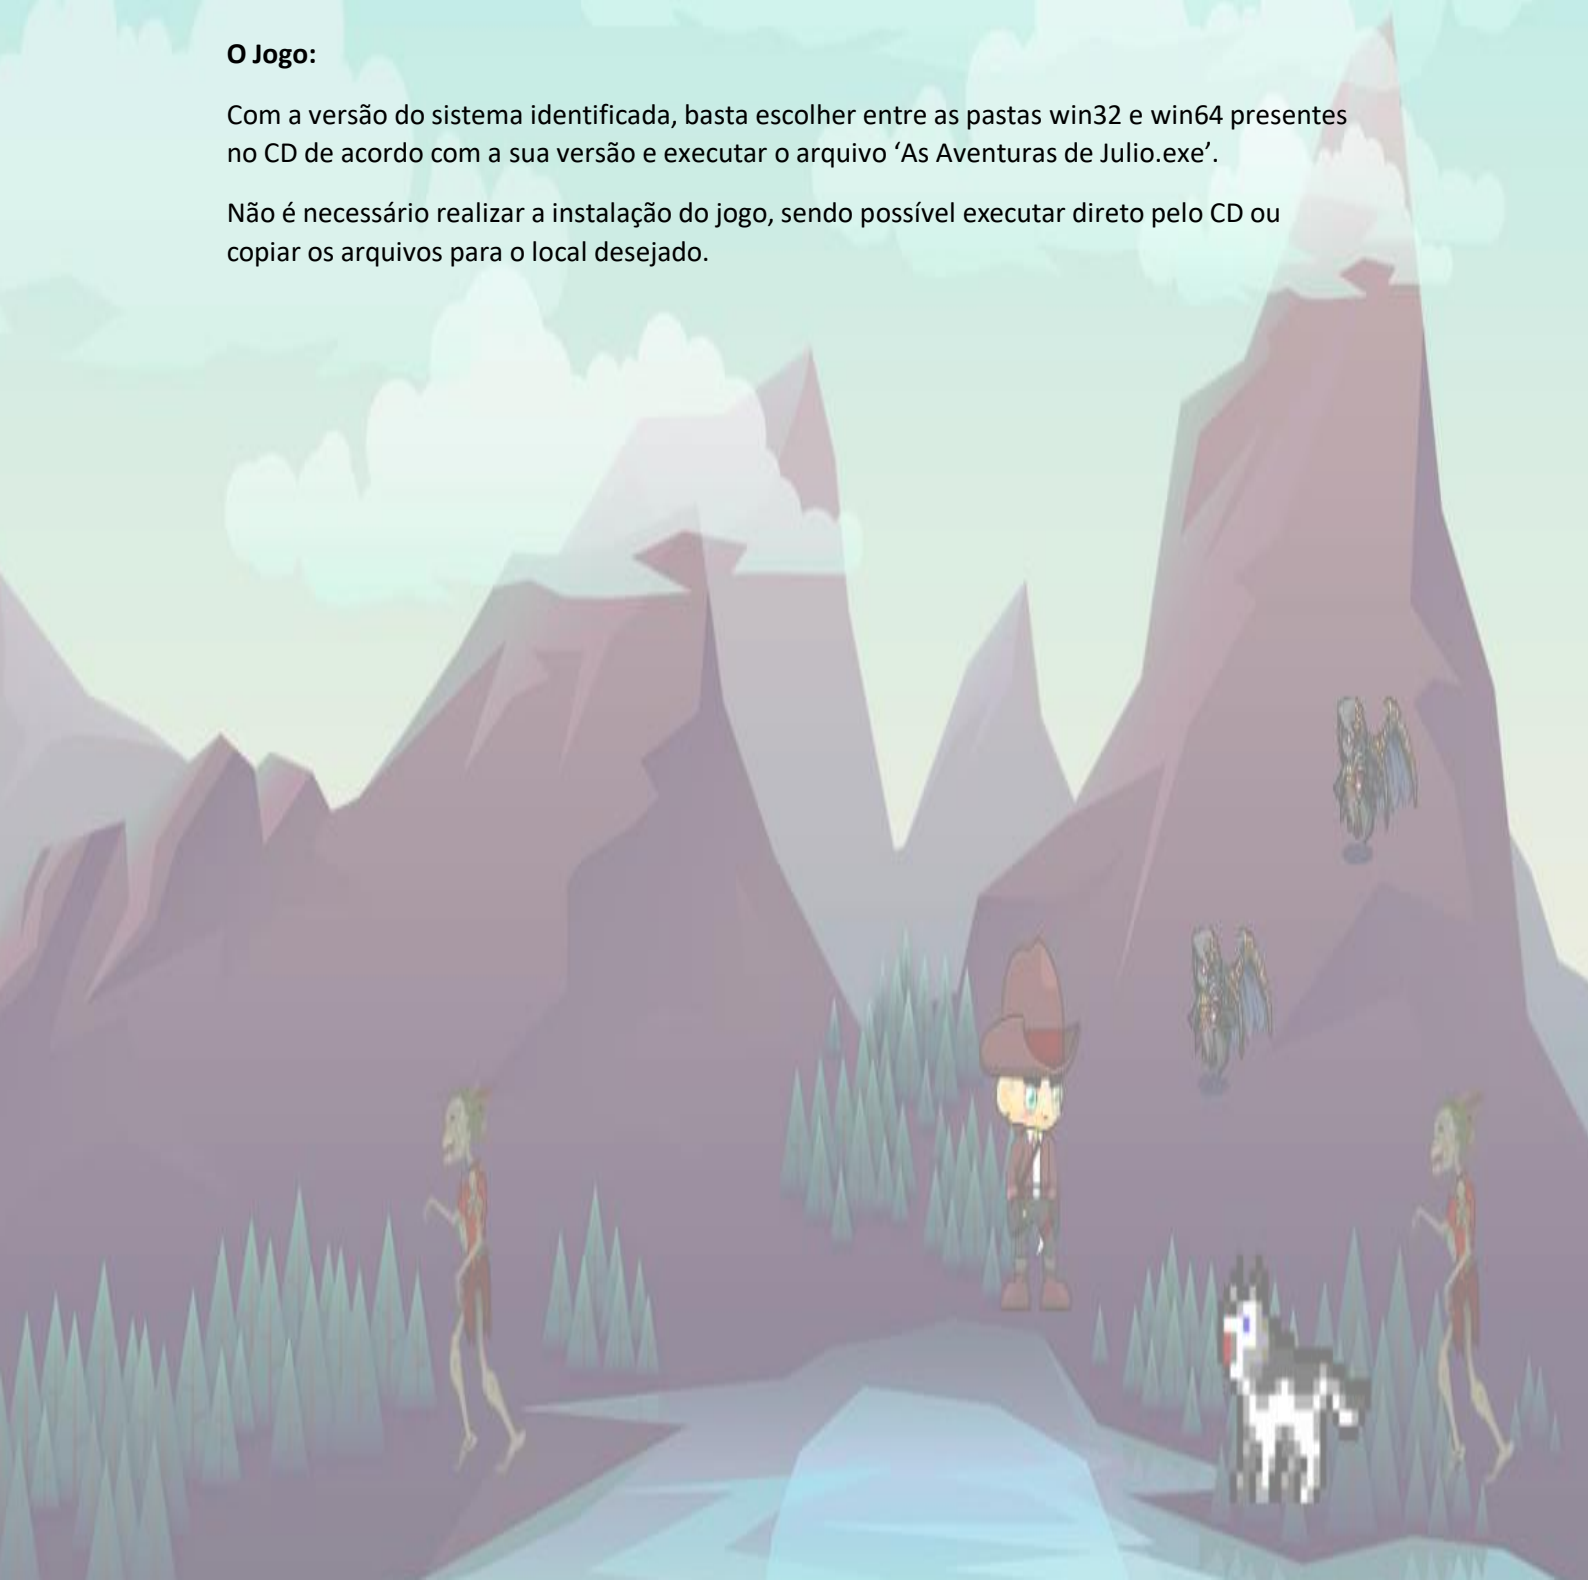 O Jogo:
Com a versão do sistema identificada, basta escolher entre as pastas win32 e win64 presentes
no CD de acordo com a sua versão e executar o arquivo ‘As Aventuras de Julio.exe’.
Não é necessário realizar a instalação do jogo, sendo possível executar direto pelo CD ou
copiar os arquivos para o local desejado.